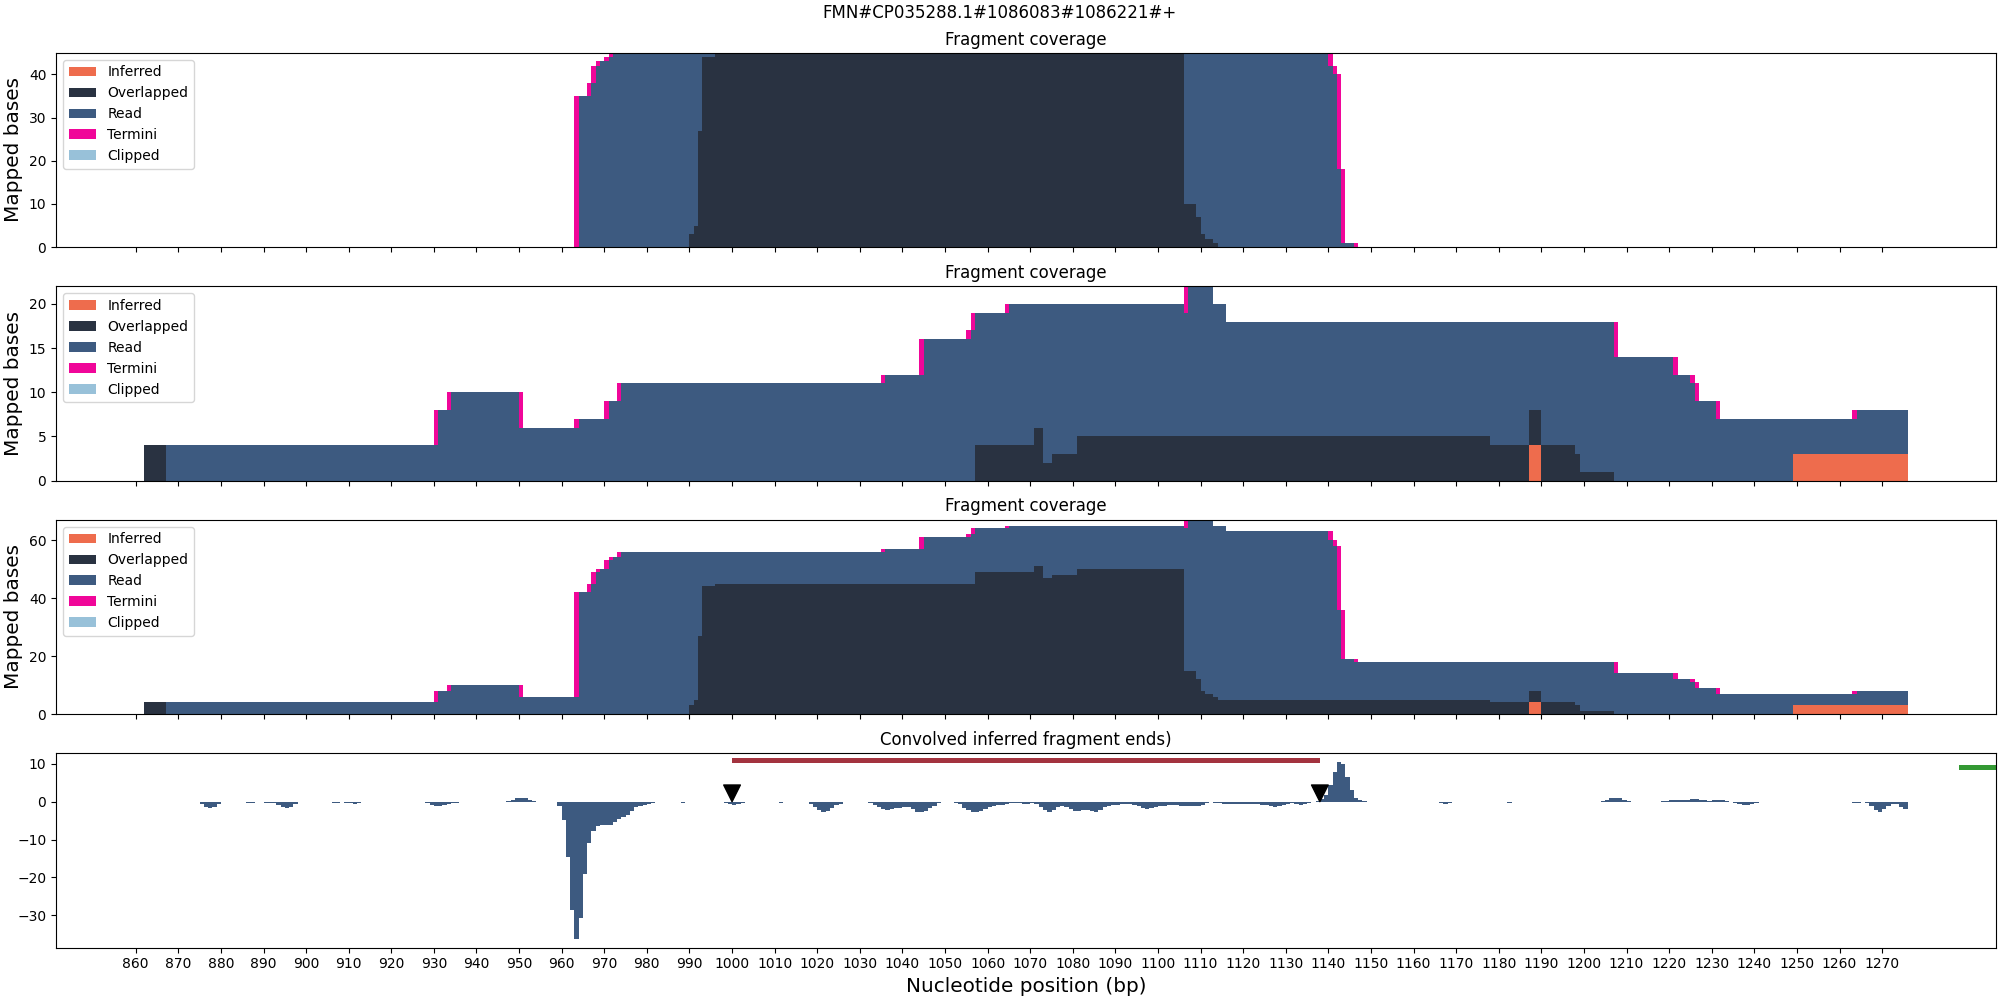 FMN#CP035288.1#1086083#1086221#+
Fragment coverage
Mapped bases
40
30
20
10
0
Inferred
Overlapped
Read
Termini
Clipped
Fragment coverage
Mapped bases
20
15
10
5
0
Inferred
Overlapped
Read
Termini
Clipped
Fragment coverage
Mapped bases
60
40
20
0
Inferred
Overlapped
Read
Termini
Clipped
Convolved inferred fragment ends)
10
0
−10
−20
−30
860 870 880 890 900 910 920 930 940 950 960 970 980 990 1000 1010 1020 1030 1040 1050 1060 1070 1080 1090 1100 1110 1120 1130 1140 1150 1160 1170 1180 1190 1200 1210 1220 1230 1240 1250 1260 1270
Nucleotide position (bp)